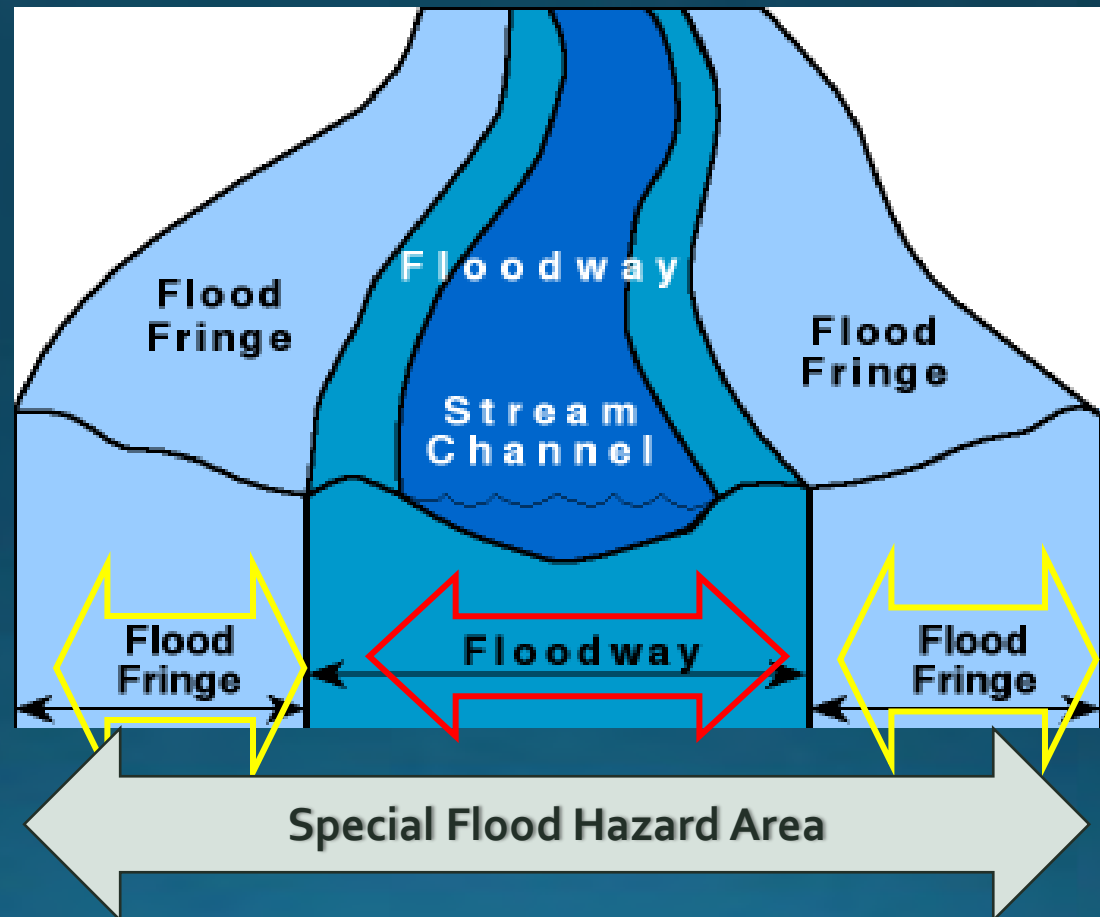 Floodway
Flood
Fringe
Flood
Fringe
Stream
Channel
Flood
Fringe
Floodway
Flood
Fringe
Special Flood Hazard Area